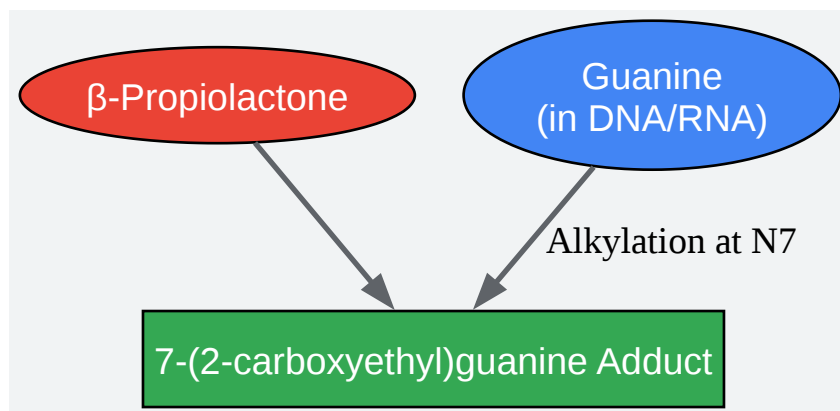 β-Propiolactone
Guanine
(in DNA/RNA)
Alkylation at N7
7-(2-carboxyethyl)guanine Adduct